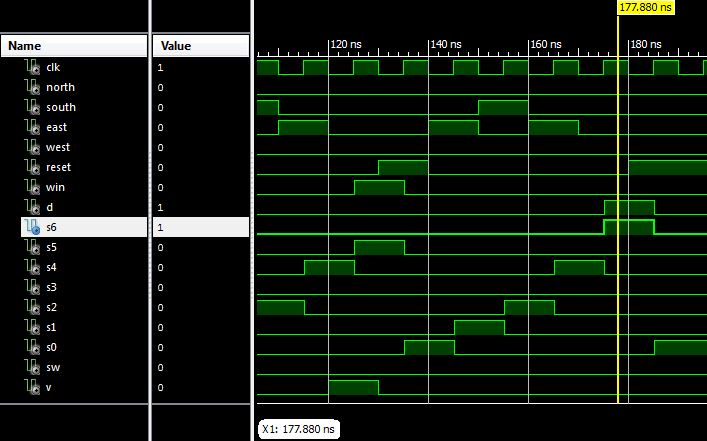 177.880 ns
Name Value
120 ns 140 ns 160 ns 180 ns
clk 1
north 0
south 0
east 0
west 0
reset 0
win 0
d 1
s6 1
s5 0
s4 0
s3 0
s2 0
s1 0
s0 0
sw 0
v 0
X1: 177.880 ns